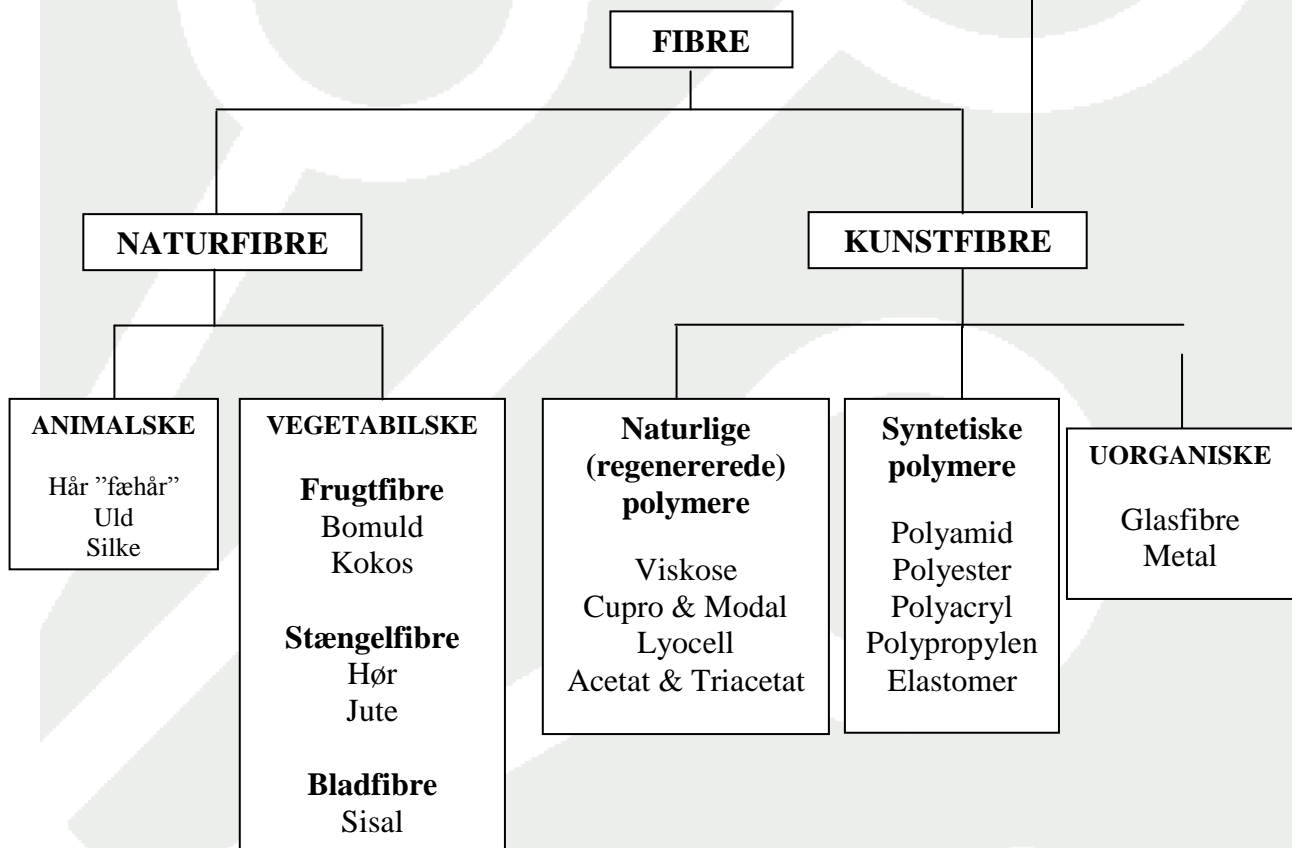 FIBRE
NATURFIBRE
KUNSTFIBRE
ANIMALSKE
Hår ”fæhår”
Uld
Silke
VEGETABILSKE
Frugtfibre
Bomuld
Kokos
Stængelfibre
Hør
Jute
Bladfibre
Sisal
Naturlige
(regenererede)
polymere
Viskose
Cupro & Modal
Lyocell
Acetat & Triacetat
Syntetiske
polymere
Polyamid
Polyester
Polyacryl
Polypropylen
Elastomer
UORGANISKE
Glasfibre
Metal